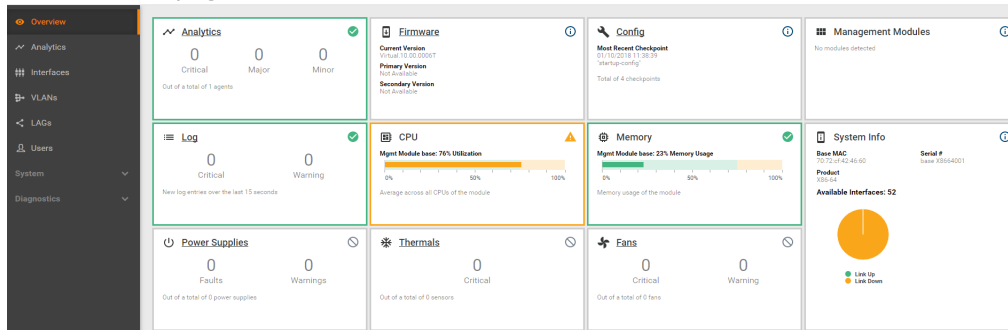 Overview
Analytics
Interfaces
VLANs
LAGs
Users
System
Diagnostics
Analytics
0 0 0
Critical Major Minor
Out of a total of 1 agents
Firmware
Current Version
Virtual.10.00.0006T
Primary Version
Not Available
Secondary Version
Not Available
Config
Most Recent Checkpoint
01/10/2018 11:38:39
'startup-config'
Total of 4 checkpoints
Management Modules
No modules detected
Log
0 0
Critical Warning
New log entries over the last 15 seconds
CPU
Mgmt Module base: 76% Utilization
0% 50% 100%
Average across all CPUs of the module
Memory
Mgmt Module base: 23% Memory Usage
0% 50% 100%
Memory usage of the module
System Info
Base MAC Serial #
70:72:cf:42:46:60 base X8664001
Product
X86-64
Available Interfaces: 52
Link Up
Link Down
Power Supplies
0 0
Faults Warnings
Out of a total of 0 power supplies
Thermals
0
Critical
Out of a total of 0 sensors
Fans
0 0
Critical Warning
Out of a total of 0 fans